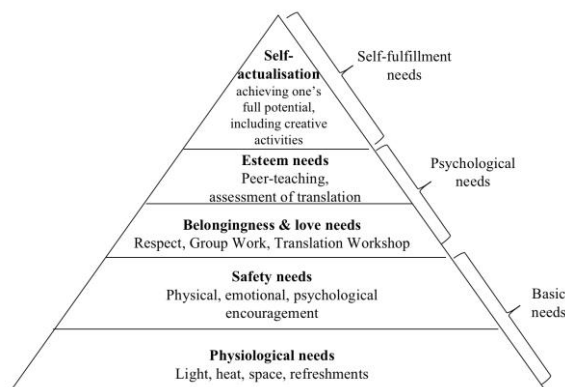 Self-
actualisation
achieving one's
full potential,
including creative
activities
Self-fulfillment
needs
Esteem needs
Peer-teaching,
assessment of translation
Psychological
needs
Belongingness & love needs
Respect, Group Work, Translation Workshop
Safety needs
Physical, emotional, psychological
encouragement
Basic
needs
Physiological needs
Light, heat, space, refreshments